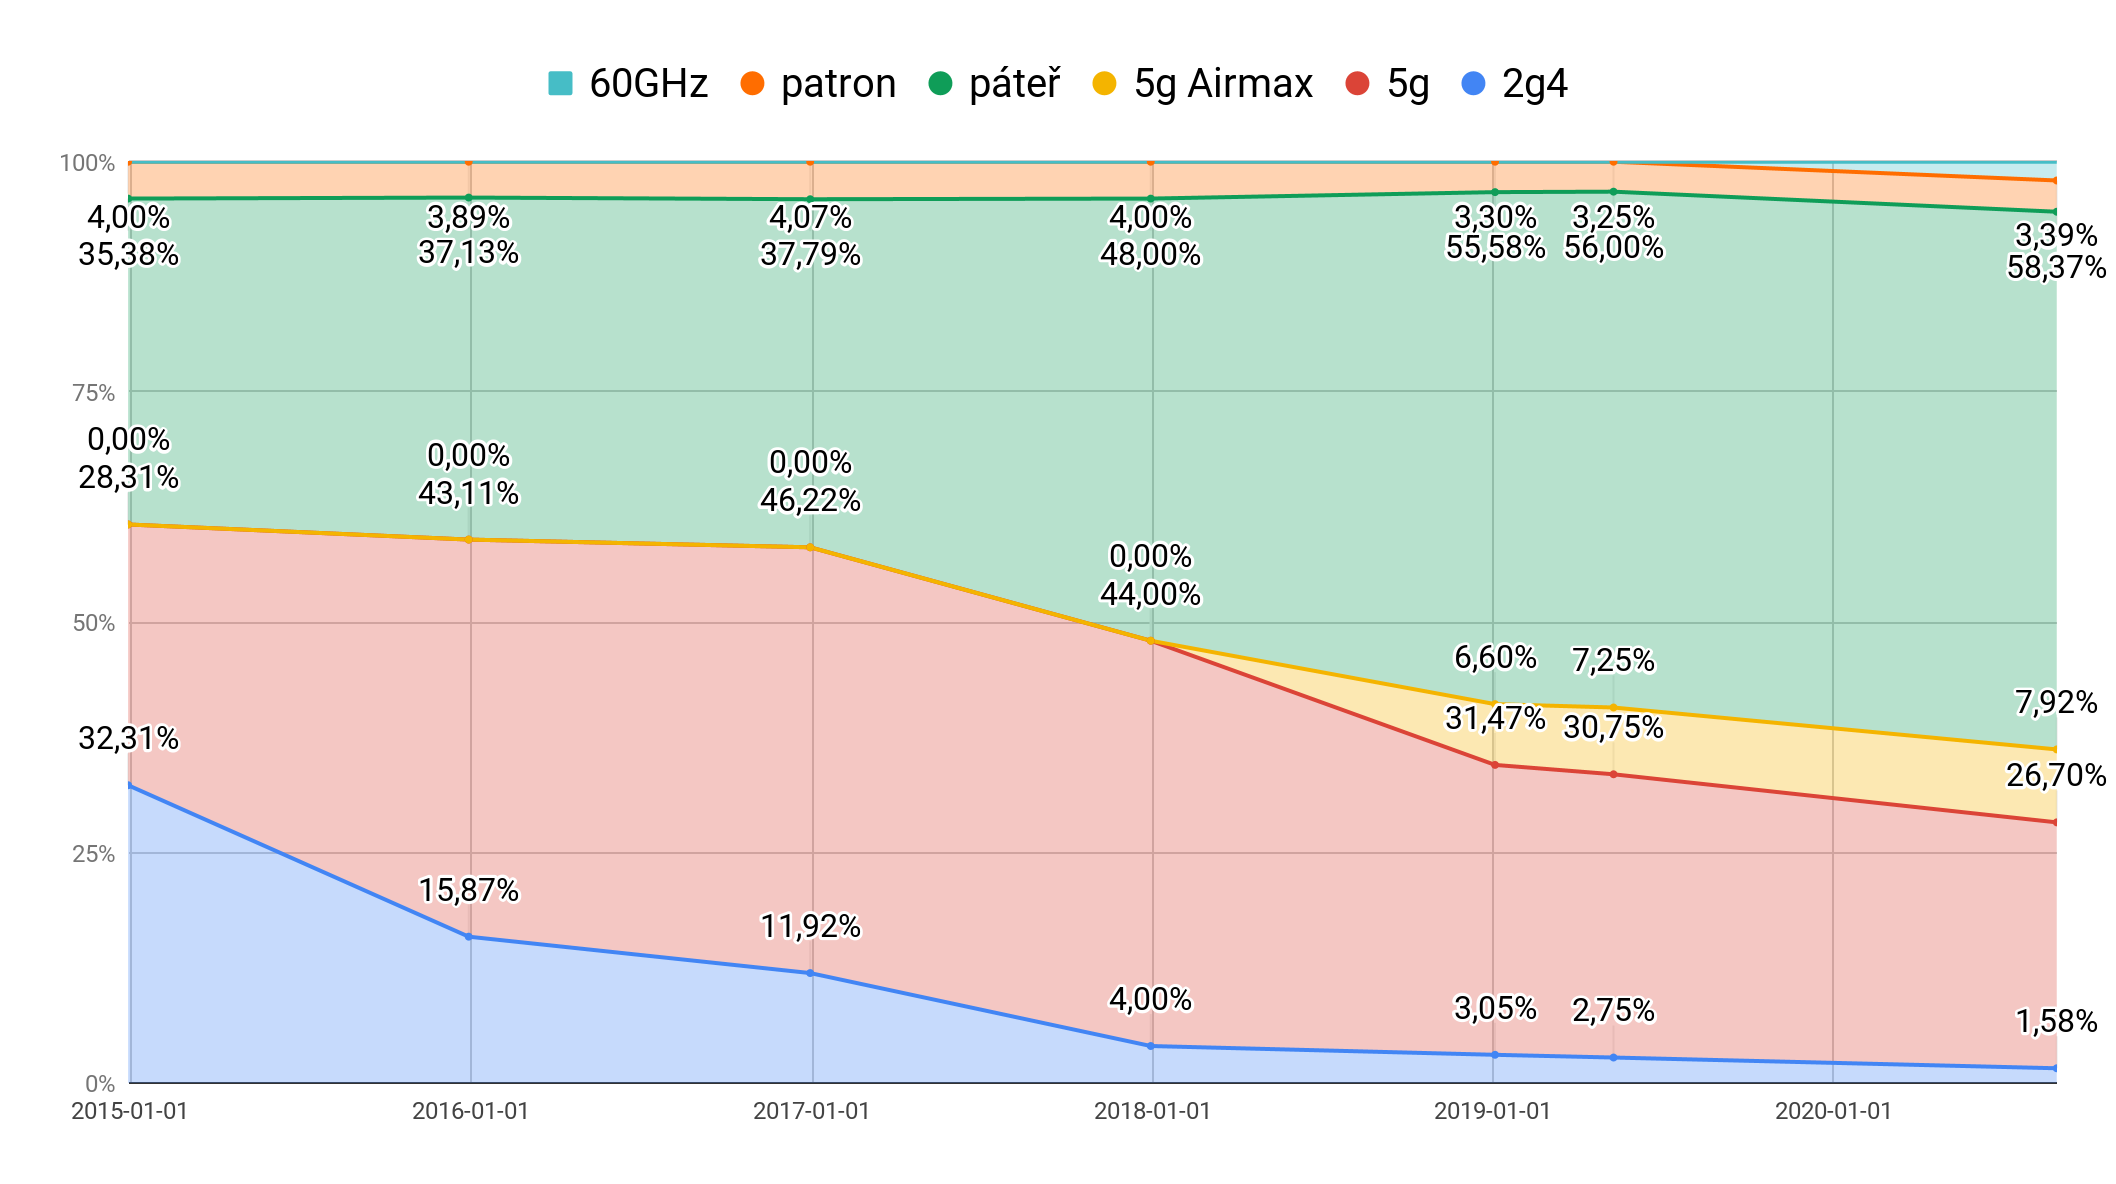 60GHz patron páteř 5g Airmax 5g 2g4
100%
4,00% 3,89% 4,07% 4,00% 3,30% 3,25% 3,39%
35,38% 37,13% 37,79% 48,00% 55,58% 56,00% 58,37%
75%
0,00% 0,00% 0,00% 0,00% 6,60% 7,25% 7,92%
28,31% 43,11% 46,22% 44,00% 31,47% 30,75% 26,70%
50%
32,31% 15,87% 11,92% 4,00% 3,05% 2,75% 1,58%
25%
0%
2015-01-01 2016-01-01 2017-01-01 2018-01-01 2019-01-01 2020-01-01